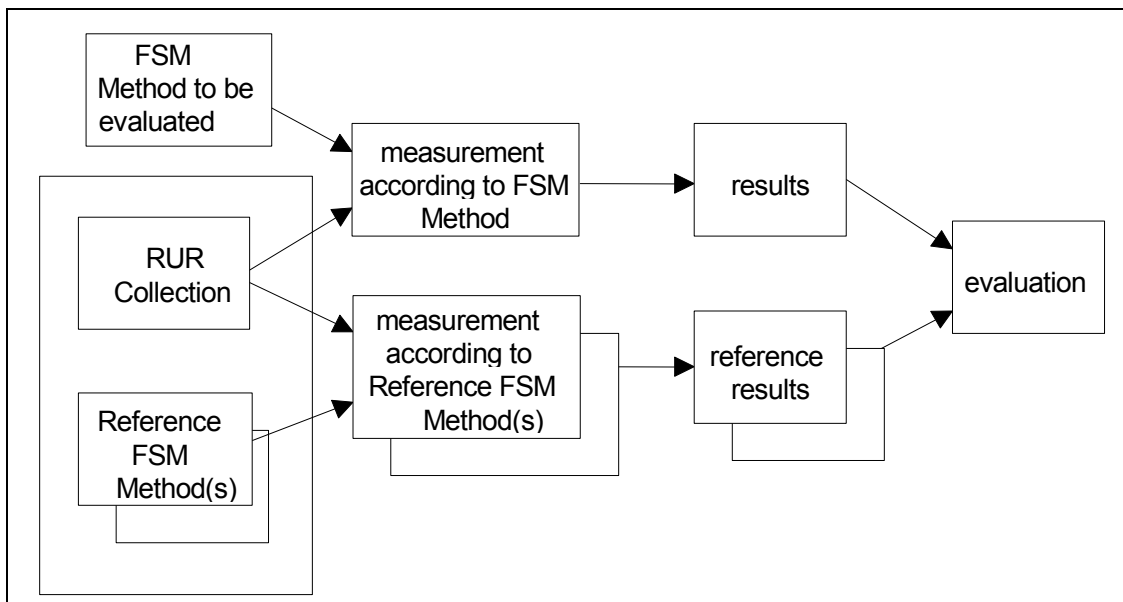 FSM
Method to be
evaluated
measurement
according to FSM
Method
results
RUR
Collection
evaluation
measurement
according to
Reference FSM
Method(s)
reference
results
Reference
FSM
Method(s)